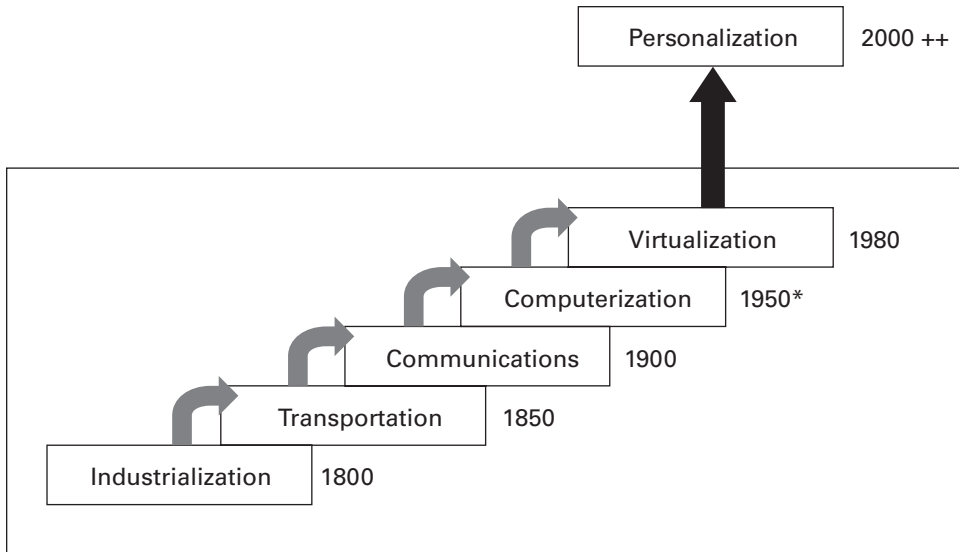 Personalization 2000 ++
Virtualization 1980
Computerization 1950*
Communications 1900
Transportation 1850
Industrialization 1800